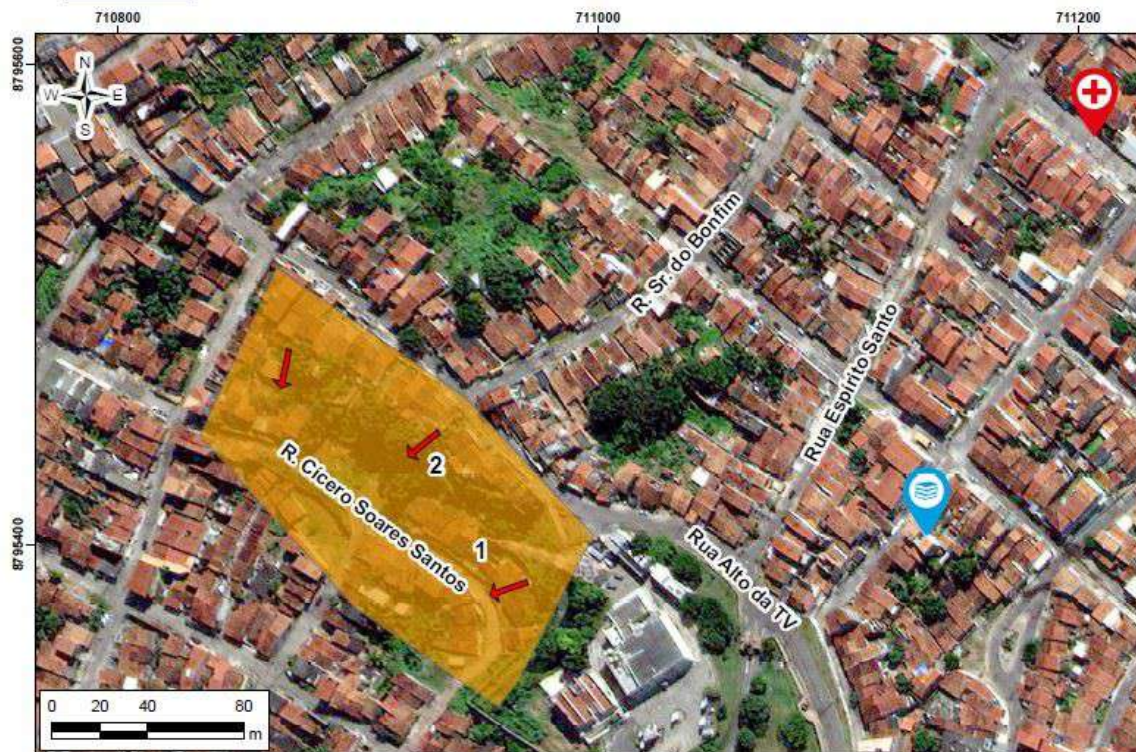 710800 711000 711200
8795600
N
W E
S
R. Sr. do Bonfim
Rua Espírito Santo
2
R. Cícero Soares Santos
8795400
1
Rua Alto da TV
0 20 40 80
m